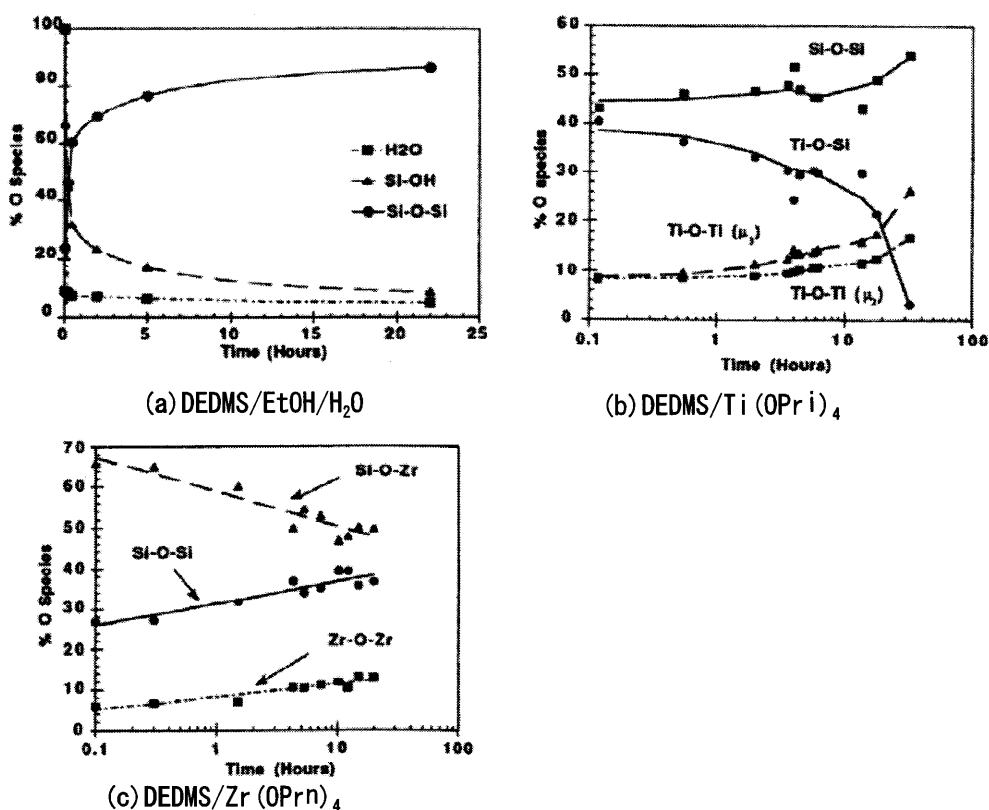 100
80
60
40
20
0
% O Species
0
5
10
15
20
25
Time (Hours)
H2O
Si-OH
Si-O-Si
(a) DEDMS/EtOH/H₂O
60
50
40
30
20
10
0
% O species
0.1
1
10
100
Time (Hours)
Si-O-Si
Ti-O-Si
Ti-O-Ti (μ₃)
Ti-O-Ti (μ₂)
(b) DEDMS/Ti(OPri)₄
70
60
50
40
30
20
10
0
% O Species
0.1
1
10
100
Time (Hours)
Si-O-Zr
Si-O-Si
Zr-O-Zr
(c) DEDMS/Zr(OPrn)₄